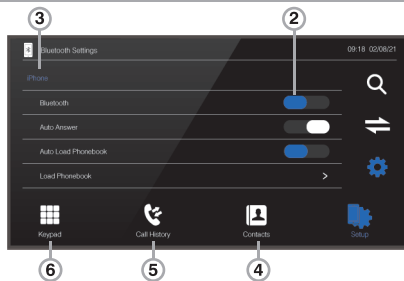 3
2
Bluetooth Settings
09:18 02/08/21
iPhone
Bluetooth
Auto Answer
Auto Load Phonebook
Load Phonebook >
Keypad
Call History
Contacts
Setup
6
5
4